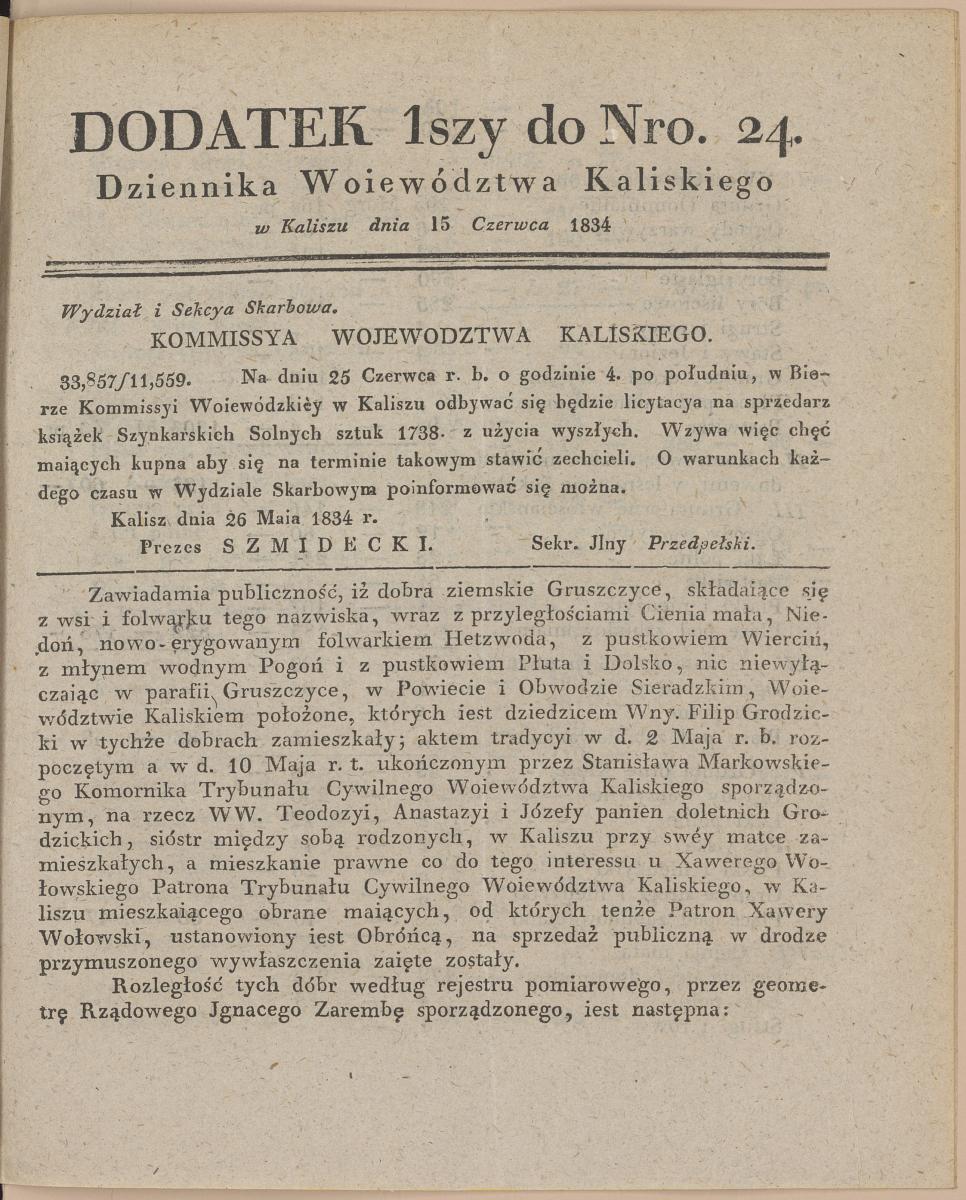 DODATEK 1szy do Nro. 24.
Dziennika Woiewództwa Kaliskiego
w Kaliszu dnia 15 Czerwca 1834
Wydział i Sekcya Skarbowa.
KOMMISSYA WOJEWODZTWA KALISKIEGO.
33,857/11,559. Na dniu 25 Czerwca r. b. o godzinie 4. po południu, w Bió-
rze Kommissyi Woiewódzkiéy w Kaliszu odbywać się będzie licytacya na sprzedarz
książek Szynkarskich Solnych sztuk 1738. z użycia wyszłych. Wzywa więc chęć
maiących kupna aby się na terminie takowym stawić zechcieli. O warunkach każ-
dego czasu w Wydziale Skarbowym poinformować się można.
Kalisz dnia 26 Maia 1834 r.
Prezes SZMIDECKI. Sekr. Jlny Przedpełski.
Zawiadamia publiczność, iż dobra ziemskie Gruszczyce, składaiące się
z wsi i folwarku tego nazwiska, wraz z przyległościami Cienia mała, Nie-
doń, nowo-erygowanym folwarkiem Hetzwoda, z pustkowiem Wierciń,
z młynem wodnym Pogoń i z pustkowiem Pluta i Dolsko, nic niewyłą-
czaiąc w parafii Gruszczyce, w Powiecie i Obwodzie Sieradzkim, Woie-
wództwie Kaliskiem położone, których iest dziedzicem Wny. Filip Grodzic-
ki w tychże dobrach zamieszkały; aktem tradycyi w d. 2 Maja r. b. roz-
poczętym a w d. 10 Maja r. t. ukończonym przez Stanisława Markowskie-
go Komornika Trybunału Cywilnego Woiewództwa Kaliskiego sporządzo-
nym, na rzecz WW. Teodozyi, Anastazyi i Józefy panien doletnich Gro-
dzickich, sióstr między sobą rodzonych, w Kaliszu przy swéy matce za-
mieszkałych, a mieszkanie prawne co do tego interessu u Xawerego Wo-
łowskiego Patrona Trybunału Cywilnego Woiewództwa Kaliskiego, w Ka-
liszu mieszkaiącego obrane maiących, od których tenże Patron Xawery
Wołowski, ustanowiony iest Obróńcą, na sprzedaż publiczną w drodze
przymuszonego wywłaszczenia zaięte zostały.
Rozległość tych dóbr według rejestru pomiarowego, przez geome-
trę Rządowego Jgnacego Zarembę sporządzonego, iest następna: